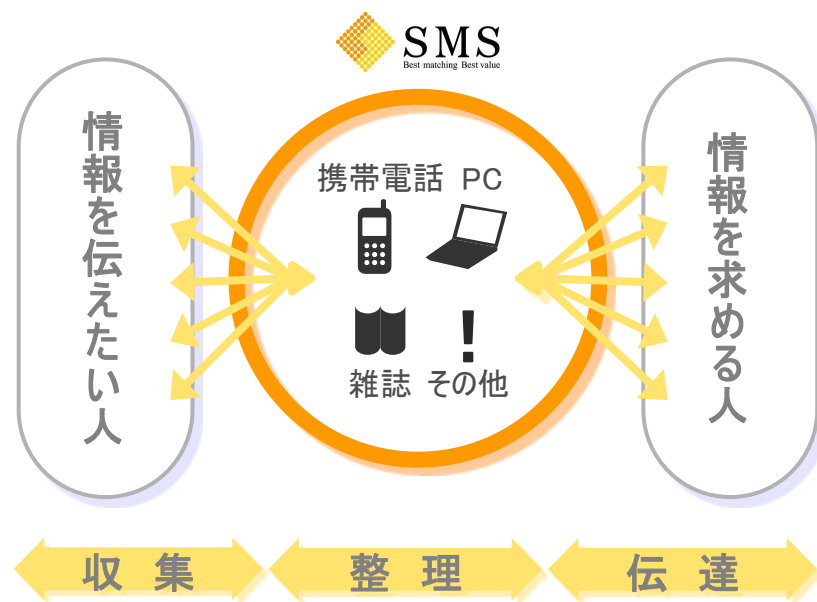 SMS
Best matching Best value
情報を伝えたい人
携帯電話 PC
雑誌 その他
情報を求める人
収集
整理
伝達